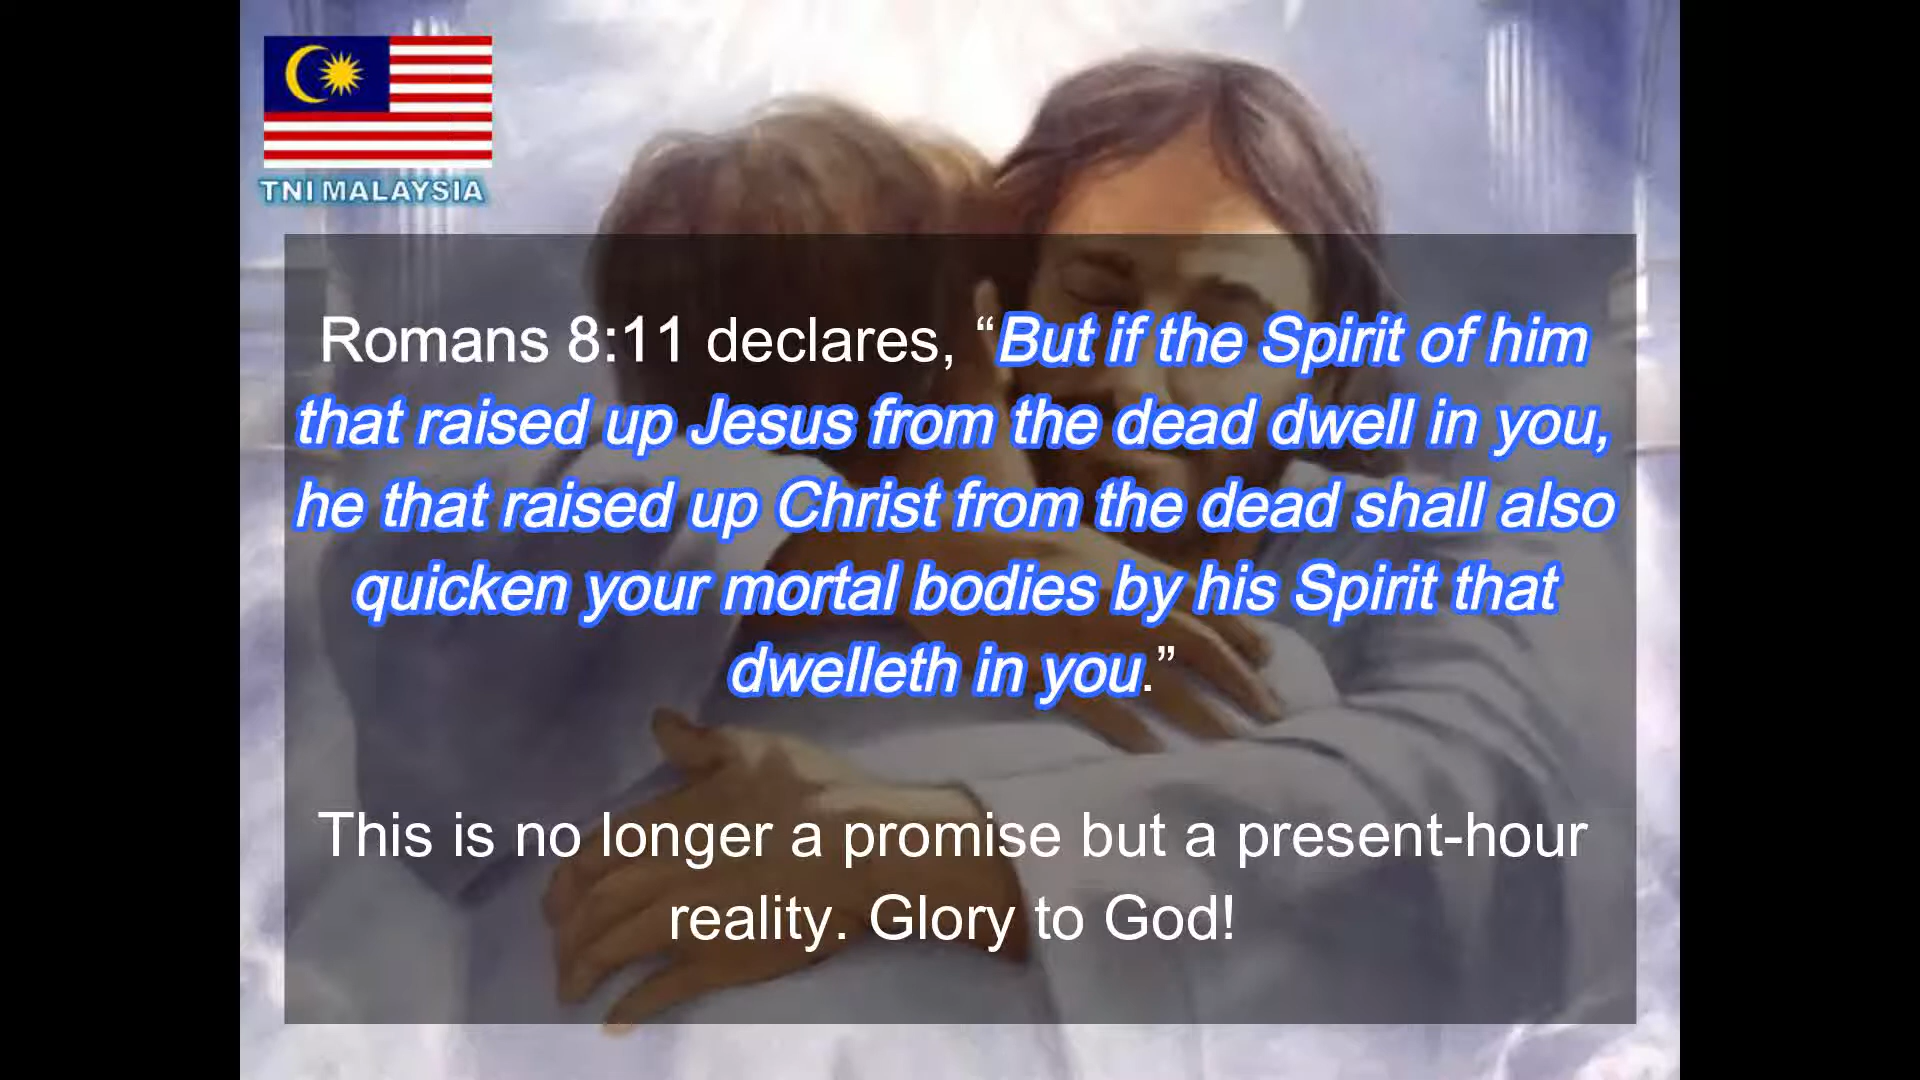 TNI MALAYSIA
Romans 8:11 declares, “But if the Spirit of him
that raised up Jesus from the dead dwell in you,
he that raised up Christ from the dead shall also
quicken your mortal bodies by his Spirit that
dwelleth in you.”
This is no longer a promise but a present-hour
reality. Glory to God!